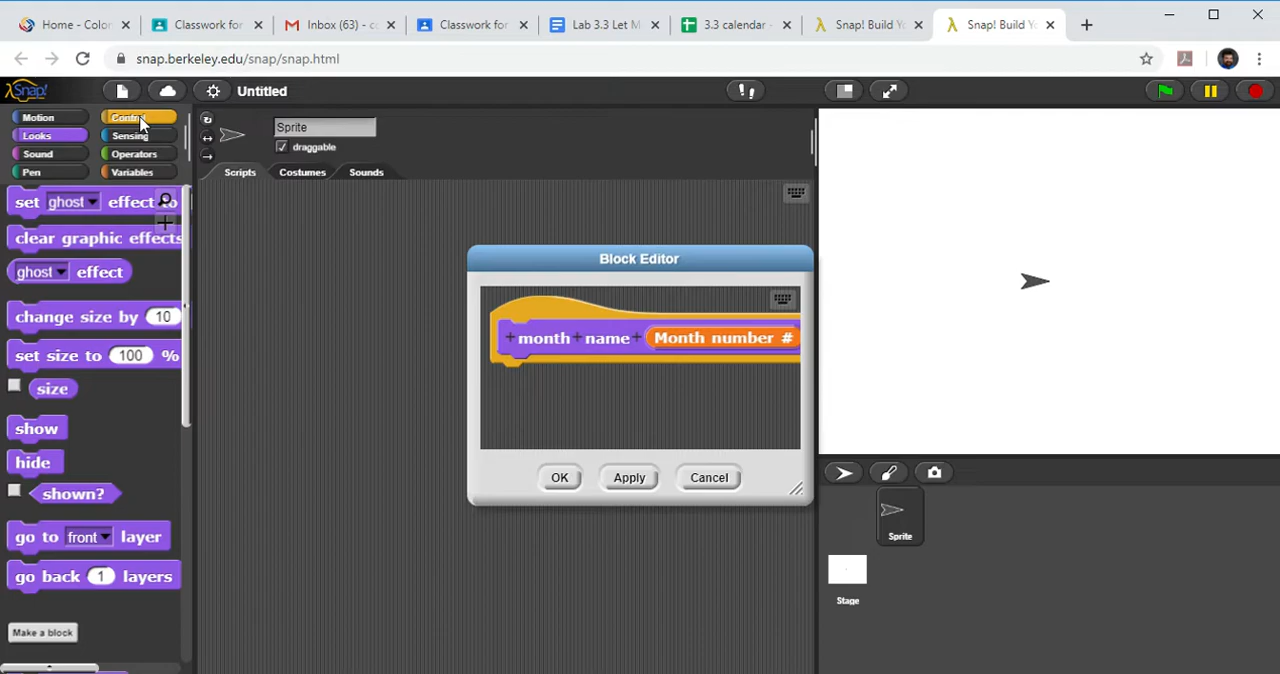 Home - Color
Classwork for
Inbox (63) - c
Classwork for
Lab 3.3 Let M
3.3 calendar -
Snap! Build Yo
Snap! Build Yo
snap.berkeley.edu/snap/snap.html
Snap!
Untitled
Motion
Control
Looks
Sensing
Sound
Operators
Pen
Variables
Sprite
draggable
Scripts
Costumes
Sounds
set ghost effect to
clear graphic effects
ghost effect
change size by 10
set size to 100 %
size
show
hide
shown?
go to front layer
go back 1 layers
Make a block
Block Editor
+ month + name + Month number #
OK
Apply
Cancel
Sprite
Stage